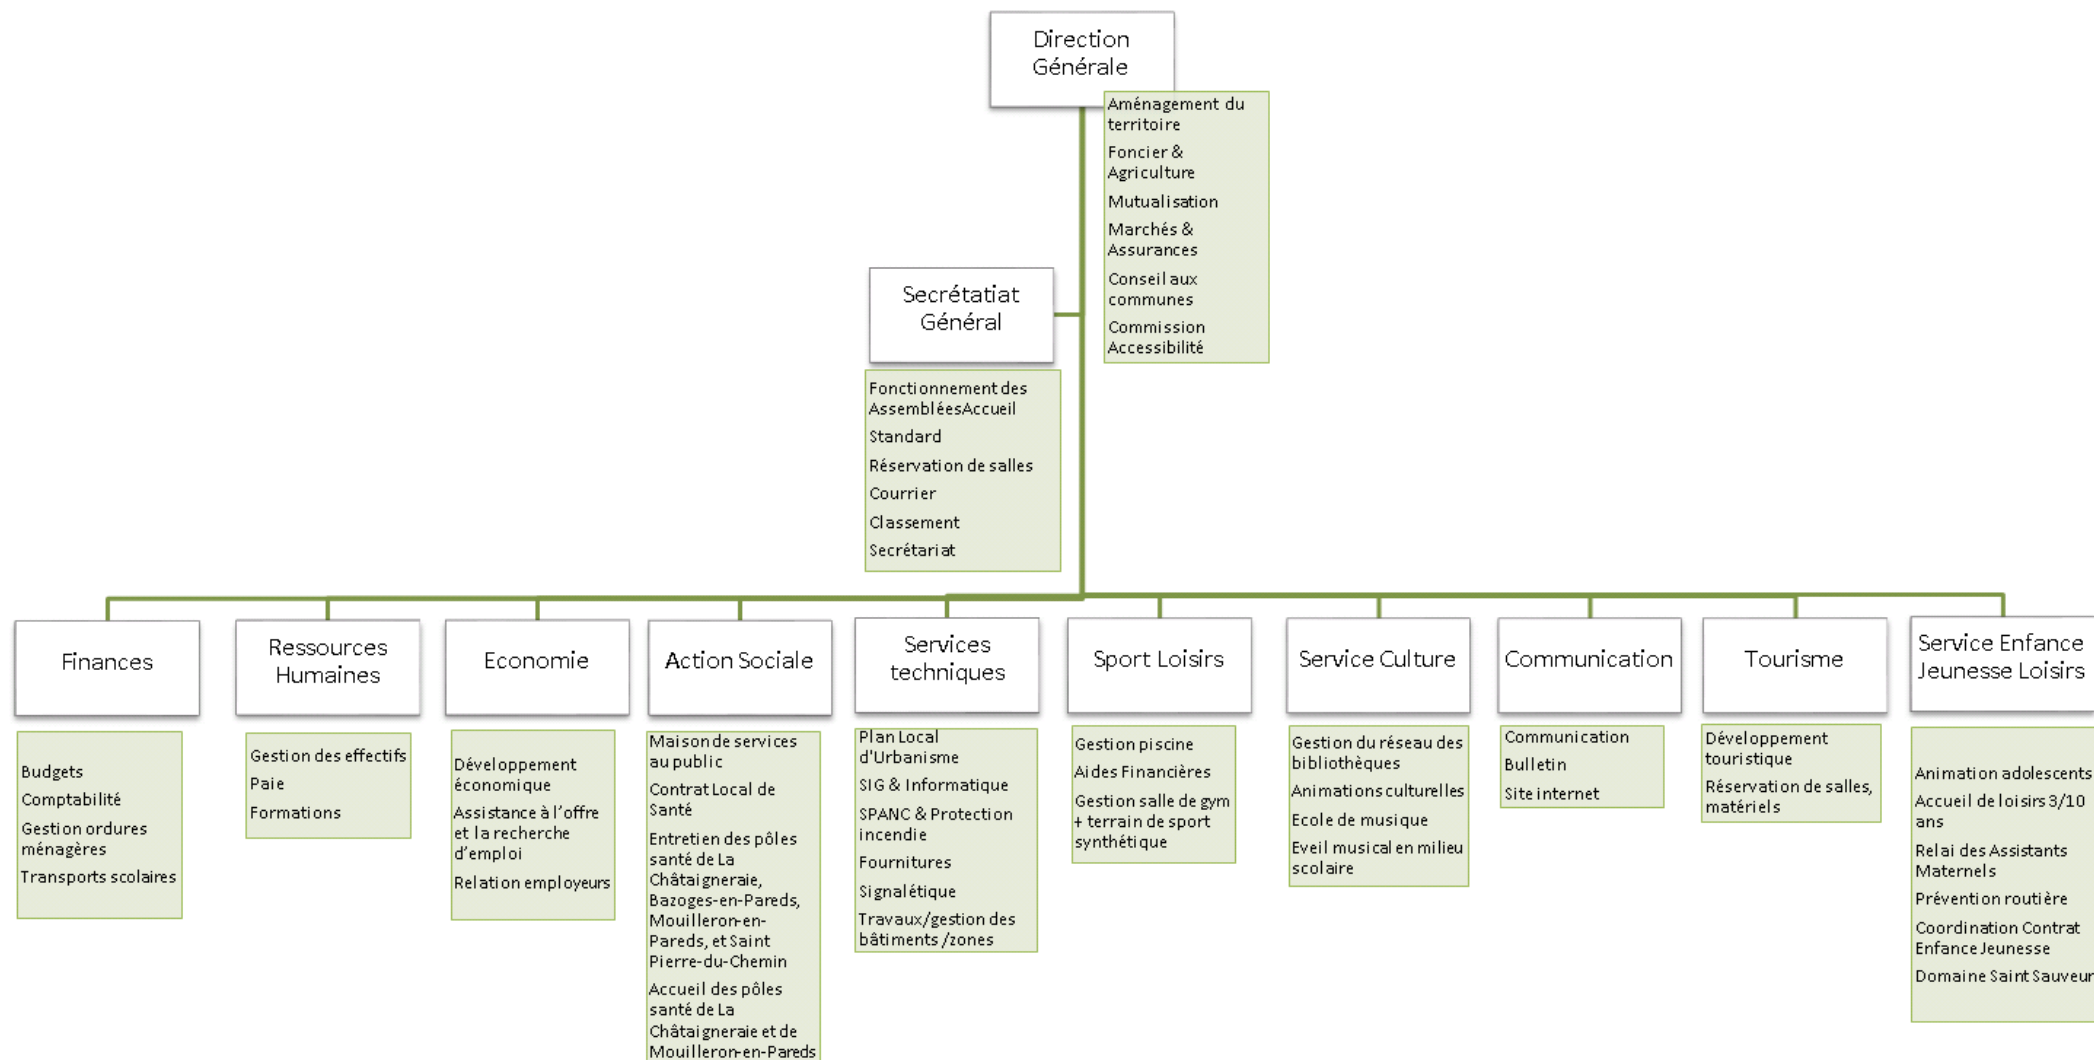 Direction
Générale
Aménagement du
territoire
Foncier &
Agriculture
Mutualisation
Marchés &
Assurances
Conseil aux
communes
Commission
Accessibilité
Secrétatiat
Général
Fonctionnement des
AssembléesAccueil
Standard
Réservation de salles
Courrier
Classement
Secrétariat
Finances
Budgets
Comptabilité
Gestion ordures
ménagères
Transports scolaires
Ressources
Humaines
Gestion des effectifs
Paie
Formations
Economie
Développement
économique
Assistance à l’offre
et la recherche
d’emploi
Relation employeurs
Action Sociale
Maison de services
au public
Contrat Local de
Santé
Entretien des pôles
santé de La
Châtaigneraie,
Bazoges-en-Pareds,
Mouilleron-en-
Pareds, et Saint
Pierre-du-Chemin
Accueil des pôles
santé de La
Châtaigneraie et de
Mouilleron-en-Pareds
Services
techniques
Plan Local
d'Urbanisme
SIG & Informatique
SPANC & Protection
incendie
Fournitures
Signalétique
Travaux/gestion des
bâtiments /zones
Sport Loisirs
Gestion piscine
Aides Financières
Gestion salle de gym
+ terrain de sport
synthétique
Service Culture
Gestion du réseau des
bibliothèques
Animations culturelles
Ecole de musique
Eveil musical en milieu
scolaire
Communication
Communication
Bulletin
Site internet
Tourisme
Développement
touristique
Réservation de salles,
matériels
Service Enfance
Jeunesse Loisirs
Animation adolescents
Accueil de loisirs 3/10
ans
Relai des Assistants
Maternels
Prévention routière
Coordination Contrat
Enfance Jeunesse
Domaine Saint Sauveur